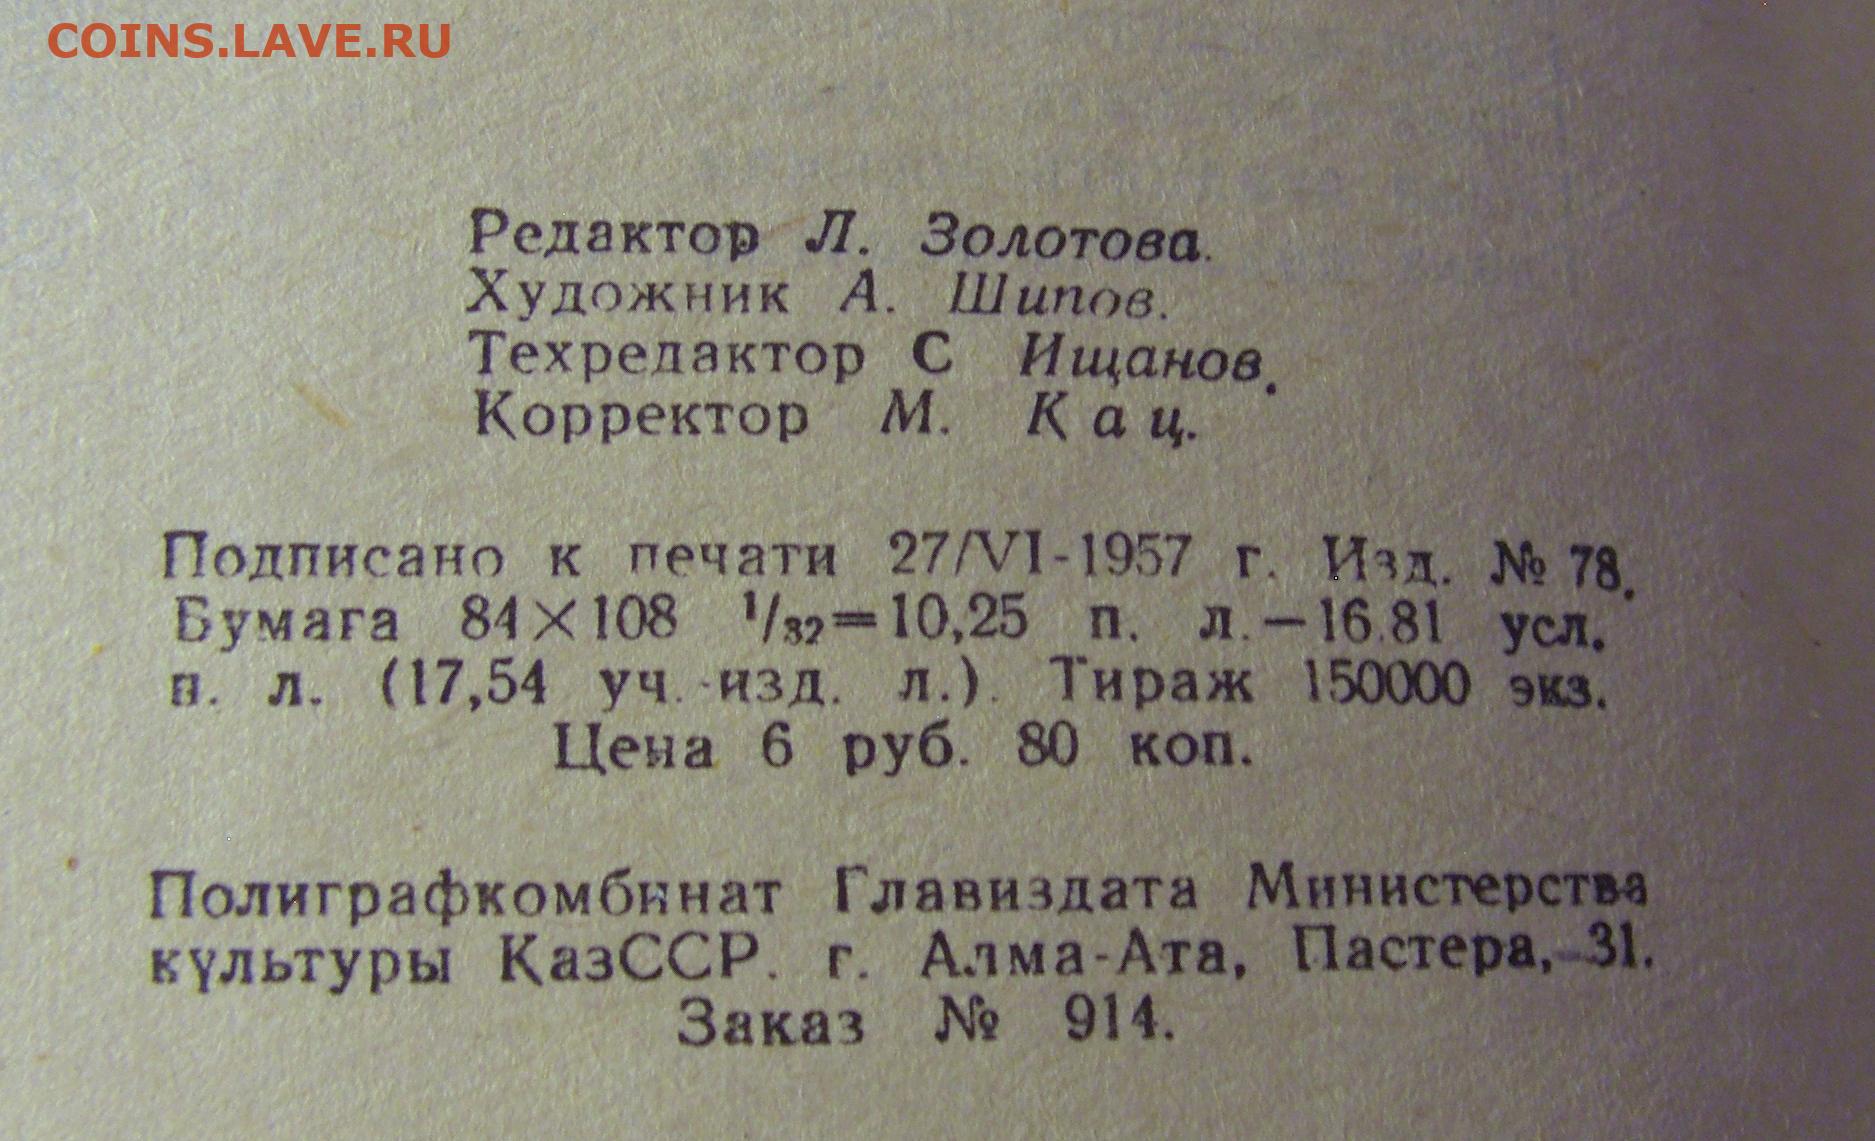 COINS.LAVE.RU
Редактор Л. Золотова.
Художник А. Шипов.
Техредактор С Ищанов.
Корректор М. Кац.
Подписано к печати 27/VI-1957 г. Изд. № 78.
Бумага 84×108 1/32=10,25 п. л.—16.81 усл.
п. л. (17,54 уч.-изд. л.). Тираж 150000 экз.
Цена 6 руб. 80 коп.
Полиграфкомбинат Главиздата Министерства
культуры КазССР. г. Алма-Ата, Пастера, 31.
Заказ № 914.